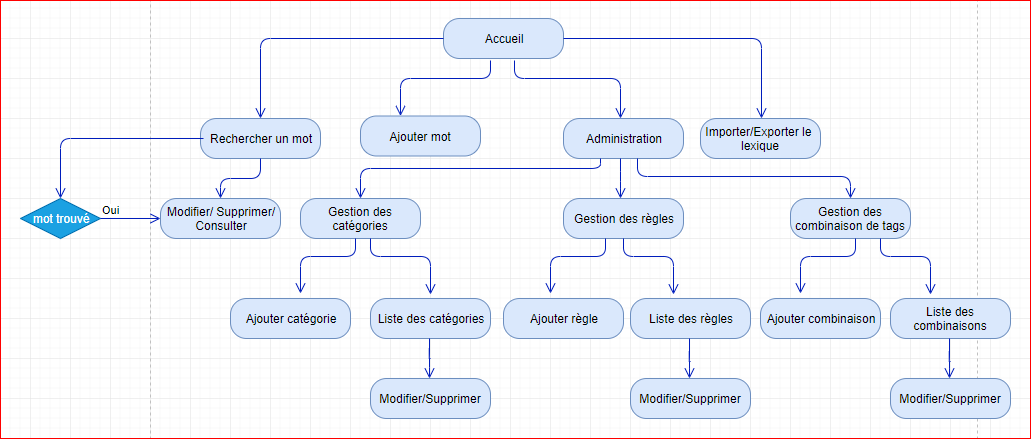 Accueil
Rechercher un mot
Ajouter mot
Administration
Importer/Exporter le
lexique
mot trouvé
Oui
Modifier/ Supprimer/
Consulter
Gestion des
catégories
Gestion des règles
Gestion des
combinaison de tags
Ajouter catégorie
Liste des catégories
Ajouter règle
Liste des règles
Ajouter combinaison
Liste des
combinaisons
Modifier/Supprimer
Modifier/Supprimer
Modifier/Supprimer